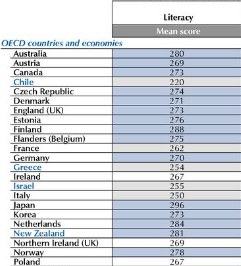 Literacy
Mean score
OECD countries and economies
Australia 280
Austria 269
Canada 273
Chile 220
Czech Republic 274
Denmark 271
England (UK) 273
Estonia 276
Finland 288
Flanders (Belgium) 275
France 262
Germany 270
Greece 254
Ireland 267
Israel 255
Italy 250
Japan 296
Korea 273
Netherlands 284
New Zealand 281
Northern Ireland (UK) 269
Norway 278
Poland 267